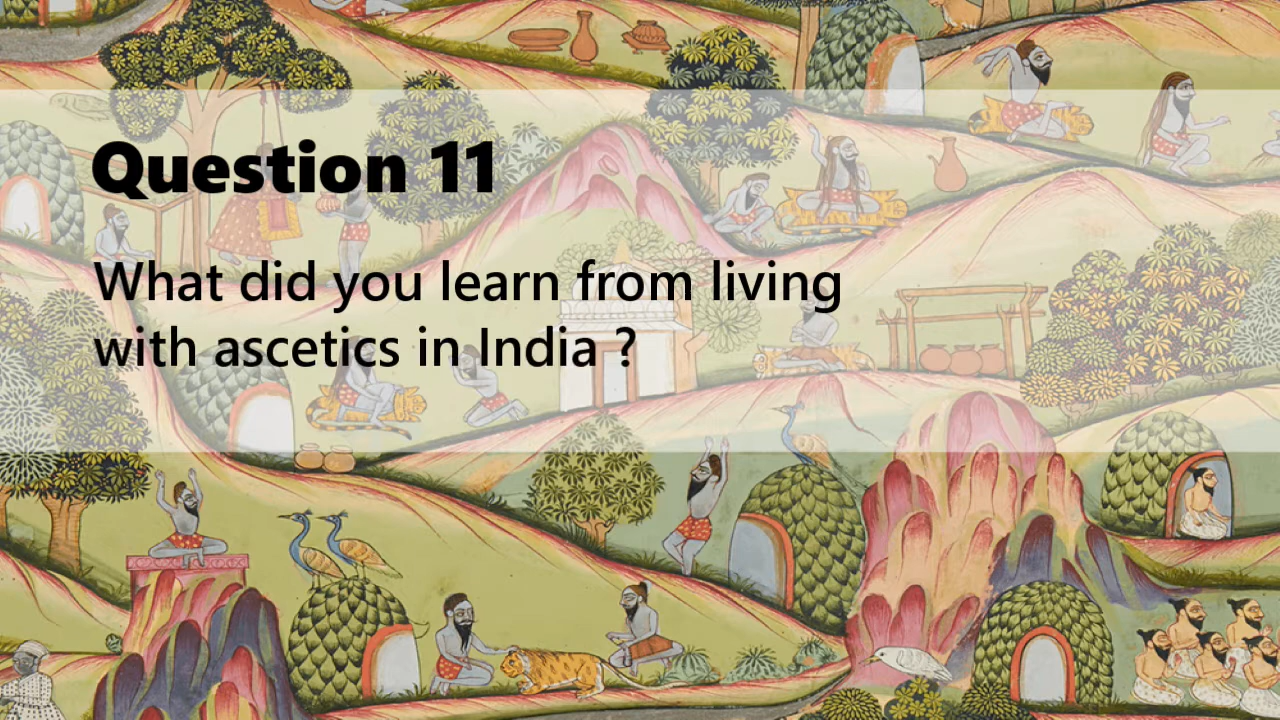 Question 11
What did you learn from living
with ascetics in India ?